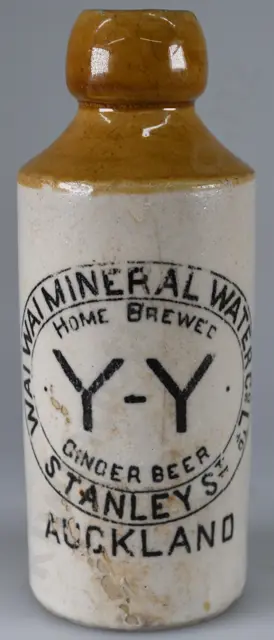 WAI WAI MINERAL WATER Co Ltd
HOME BREWED
Y-Y
GINGER BEER
STANLEY ST
AUCKLAND